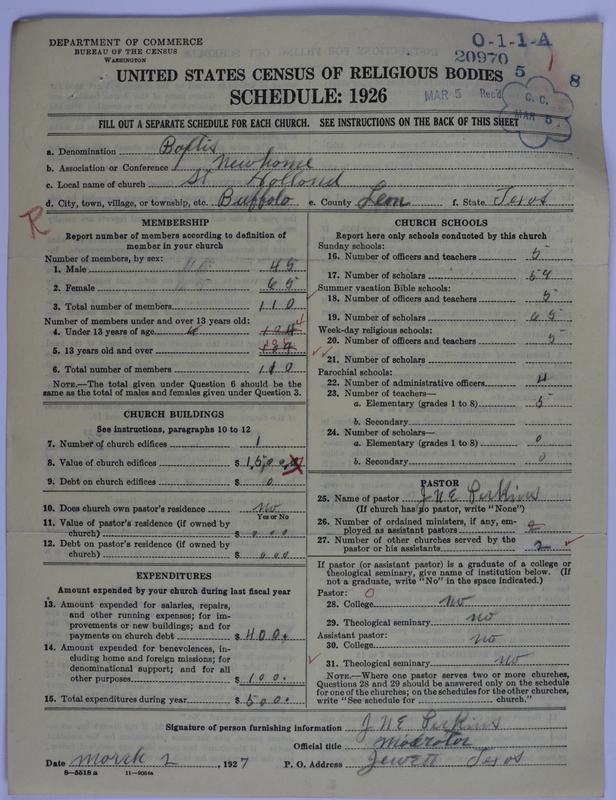 DEPARTMENT OF COMMERCE
BUREAU OF THE CENSUS
WASHINGTON
O-1-1-A
20970
5
8
UNITED STATES CENSUS OF RELIGIOUS BODIES
SCHEDULE: 1926
MAR 5 Rec'd
C. C.
MAR 5
FILL OUT A SEPARATE SCHEDULE FOR EACH CHURCH. SEE INSTRUCTIONS ON THE BACK OF THIS SHEET
a. Denomination Baptis
b. Association or Conference Newhome
c. Local name of church St Holland
d. City, town, village, or township, etc. Buffalo e. County Leon f. State Texas
R
MEMBERSHIP
Report number of members according to definition of
member in your church
Number of members, by sex:
1. Male 45
2. Female 65
3. Total number of members 110
Number of members under and over 13 years old:
4. Under 13 years of age
5. 13 years old and over
6. Total number of members 110
NOTE.—The total given under Question 6 should be the
same as the total of males and females given under Question 3.
CHURCH BUILDINGS
See instructions, paragraphs 10 to 12
7. Number of church edifices 1
8. Value of church edifices $ 1,500
9. Debt on church edifices $ 0
10. Does church own pastor's residence no
Yes or No
11. Value of pastor's residence (if owned by
church) $ 000
12. Debt on pastor's residence (if owned by
church) $ 000
EXPENDITURES
Amount expended by your church during last fiscal year
13. Amount expended for salaries, repairs,
and other running expenses; for im-
provements or new buildings; and for
payments on church debt $ 400.
14. Amount expended for benevolences, in-
cluding home and foreign missions; for
denominational support; and for all
other purposes $ 100.
15. Total expenditures during year $ 500.
CHURCH SCHOOLS
Report here only schools conducted by this church
Sunday schools:
16. Number of officers and teachers 5
17. Number of scholars 59
Summer vacation Bible schools:
18. Number of officers and teachers 5
19. Number of scholars 65
Week-day religious schools:
20. Number of officers and teachers 5
21. Number of scholars
Parochial schools:
22. Number of administrative officers 4
23. Number of teachers—
a. Elementary (grades 1 to 8) 5
b. Secondary
24. Number of scholars—
a. Elementary (grades 1 to 8) 0
b. Secondary 0
PASTOR
25. Name of pastor J N E Perkins
(If church has no pastor, write "None")
26. Number of ordained ministers, if any, em-
ployed as assistant pastors 2
27. Number of other churches served by the
pastor or his assistants 2
If pastor (or assistant pastor) is a graduate of a college or
theological seminary, give name of institution below. (If
not a graduate, write "No" in the space indicated.)
Pastor: 0
28. College no
29. Theological seminary no
Assistant pastor:
30. College no
31. Theological seminary no
NOTE.—Where one pastor serves two or more churches,
Questions 28 and 29 should be answered only on the schedule
for one of the churches; on the schedules for the other churches,
write "See schedule for church."
Signature of person furnishing information J N E Perkins
Official title Moderator
Date March 2, 1927 P. O. Address Jewett Texas
8—5518 a 11—9054a